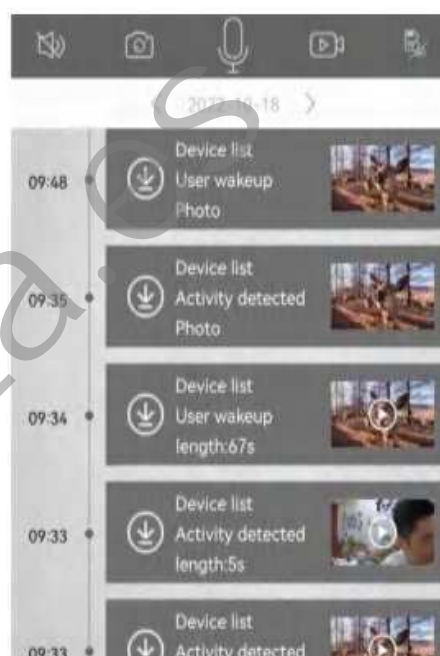 2022-10-18
09:48
Device list
User wakeup
Photo
09:35
Device list
Activity detected
Photo
09:34
Device list
User wakeup
length:67s
09:33
Device list
Activity detected
length:5s
09:33
Device list
Activity detected